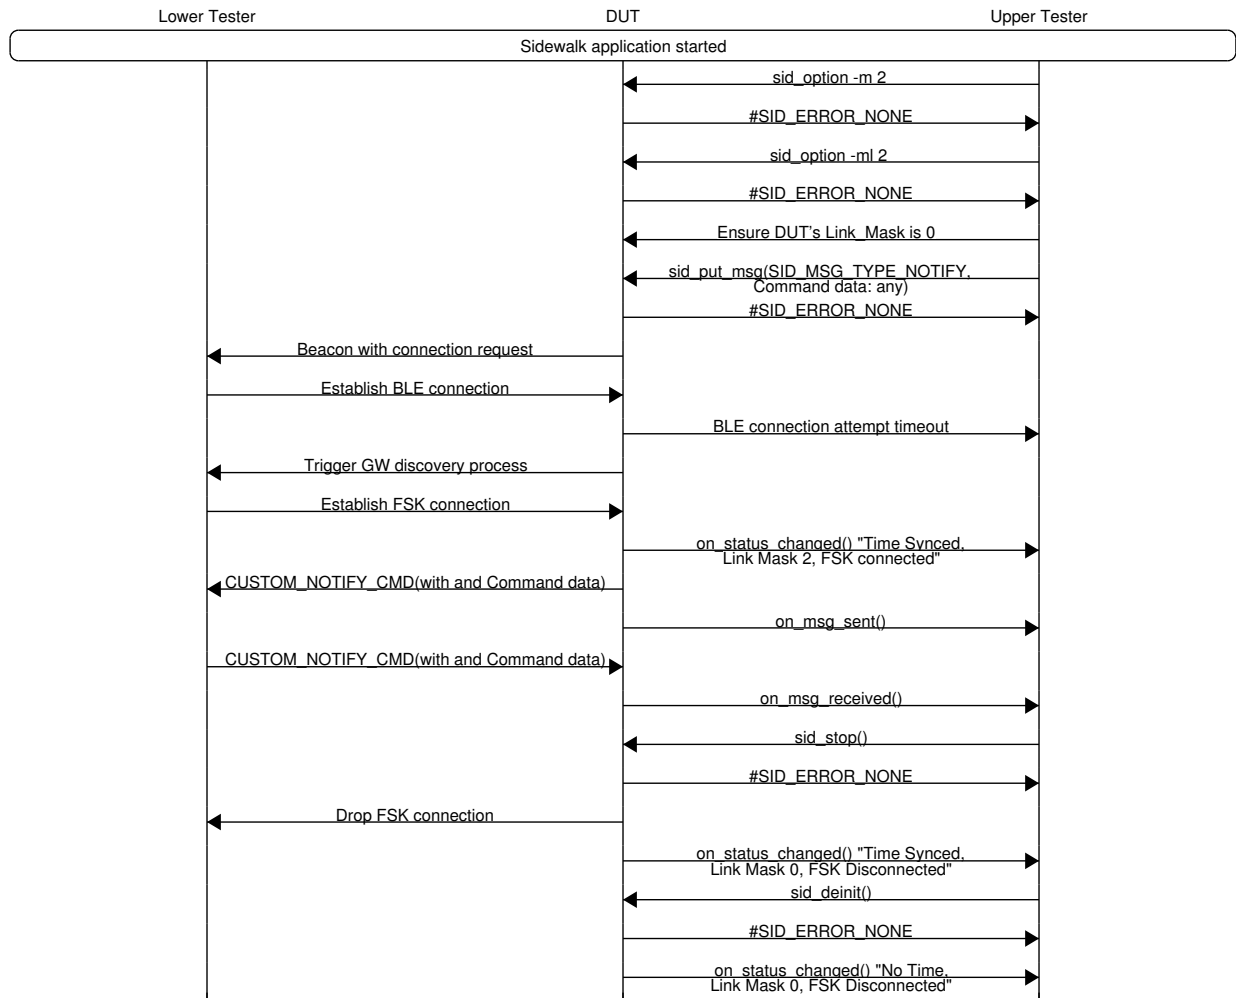 Lower Tester DUT Upper Tester
Sidewalk application started
sid_option -m 2
#SID_ERROR_NONE
sid_option -ml 2
#SID_ERROR_NONE
Ensure DUT's Link_Mask is 0
sid_put_msg(SID_MSG_TYPE_NOTIFY,
Command data: any)
#SID_ERROR_NONE
Beacon with connection request
Establish BLE connection
BLE connection attempt timeout
Trigger GW discovery process
Establish FSK connection
on_status_changed() "Time Synced,
Link Mask 2, FSK connected"
CUSTOM_NOTIFY_CMD(with and Command data)
on_msg_sent()
CUSTOM_NOTIFY_CMD(with and Command data)
on_msg_received()
sid_stop()
#SID_ERROR_NONE
Drop FSK connection
on_status_changed() "Time Synced,
Link Mask 0, FSK Disconnected"
sid_deinit()
#SID_ERROR_NONE
on_status_changed() "No Time,
Link Mask 0, FSK Disconnected"